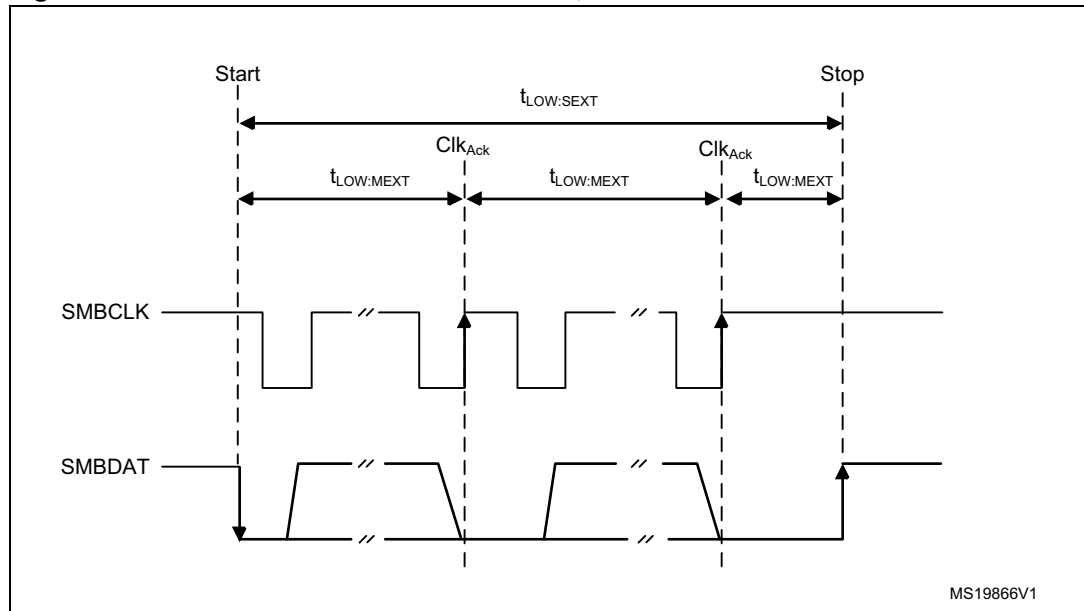 Start Stop
tLOW:SEXT
ClkAck ClkAck
tLOW:MEXT tLOW:MEXT tLOW:MEXT
SMBCLK
SMBDAT
MS19866V1